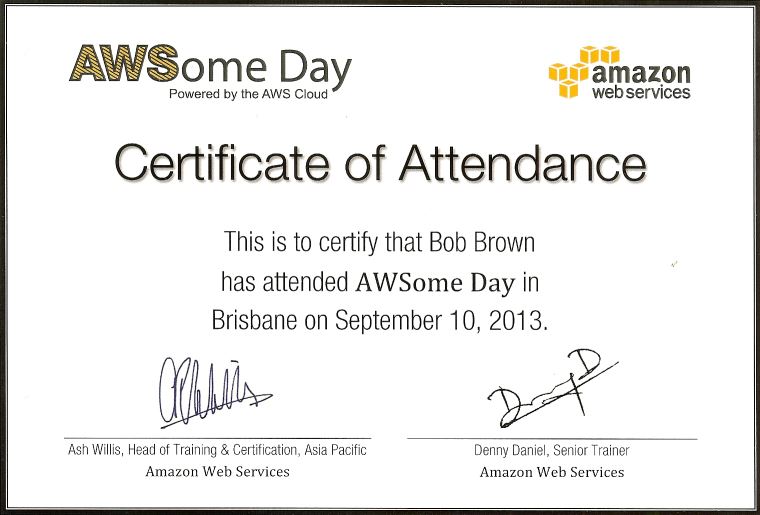 AWSome Day
Powered by the AWS Cloud
amazon
web services
Certificate of Attendance
This is to certify that Bob Brown
has attended AWSome Day in
Brisbane on September 10, 2013.
Ash Willis, Head of Training & Certification, Asia Pacific
Amazon Web Services
Denny Daniel, Senior Trainer
Amazon Web Services